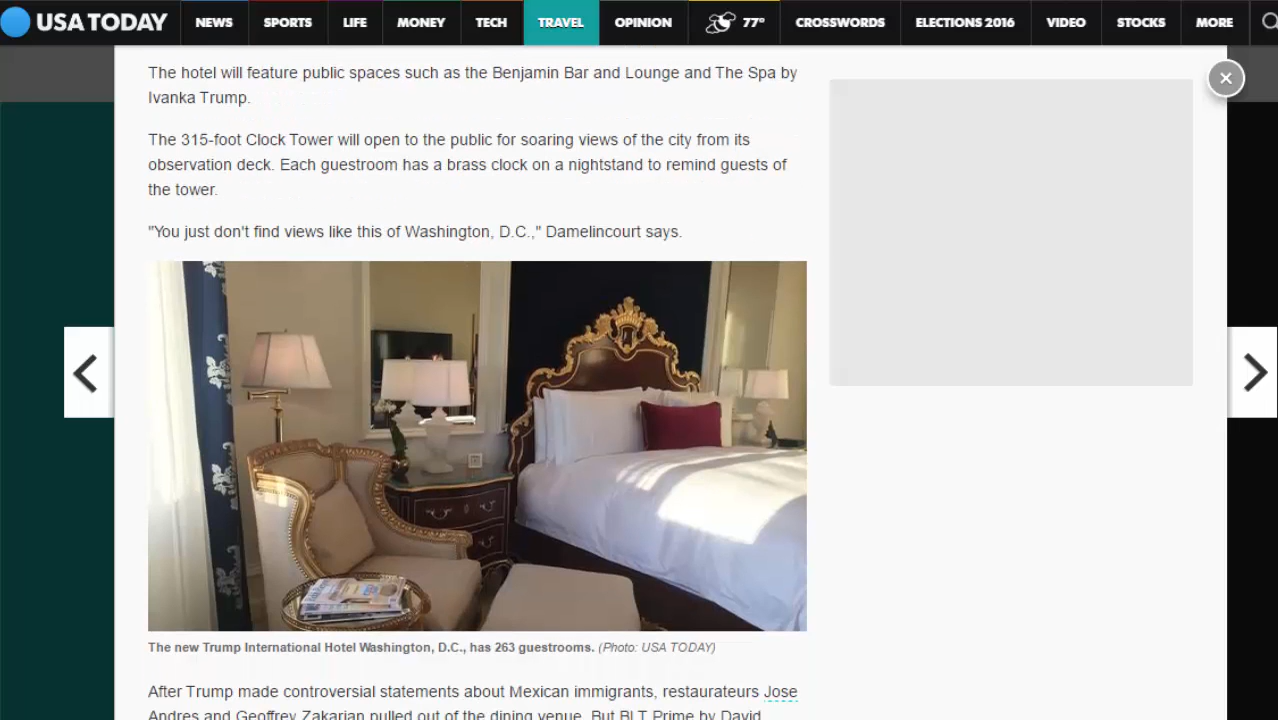 USA TODAY NEWS SPORTS LIFE MONEY TECH TRAVEL OPINION 77° CROSSWORDS ELECTIONS 2016 VIDEO STOCKS MORE
The hotel will feature public spaces such as the Benjamin Bar and Lounge and The Spa by
Ivanka Trump.
The 315-foot Clock Tower will open to the public for soaring views of the city from its
observation deck. Each guestroom has a brass clock on a nightstand to remind guests of
the tower.
"You just don't find views like this of Washington, D.C.," Damelincourt says.
The new Trump International Hotel Washington, D.C., has 263 guestrooms. (Photo: USA TODAY)
After Trump made controversial statements about Mexican immigrants, restaurateurs Jose
Andres and Geoffrey Zakarian pulled out of the dining venue. But BLT Prime by David